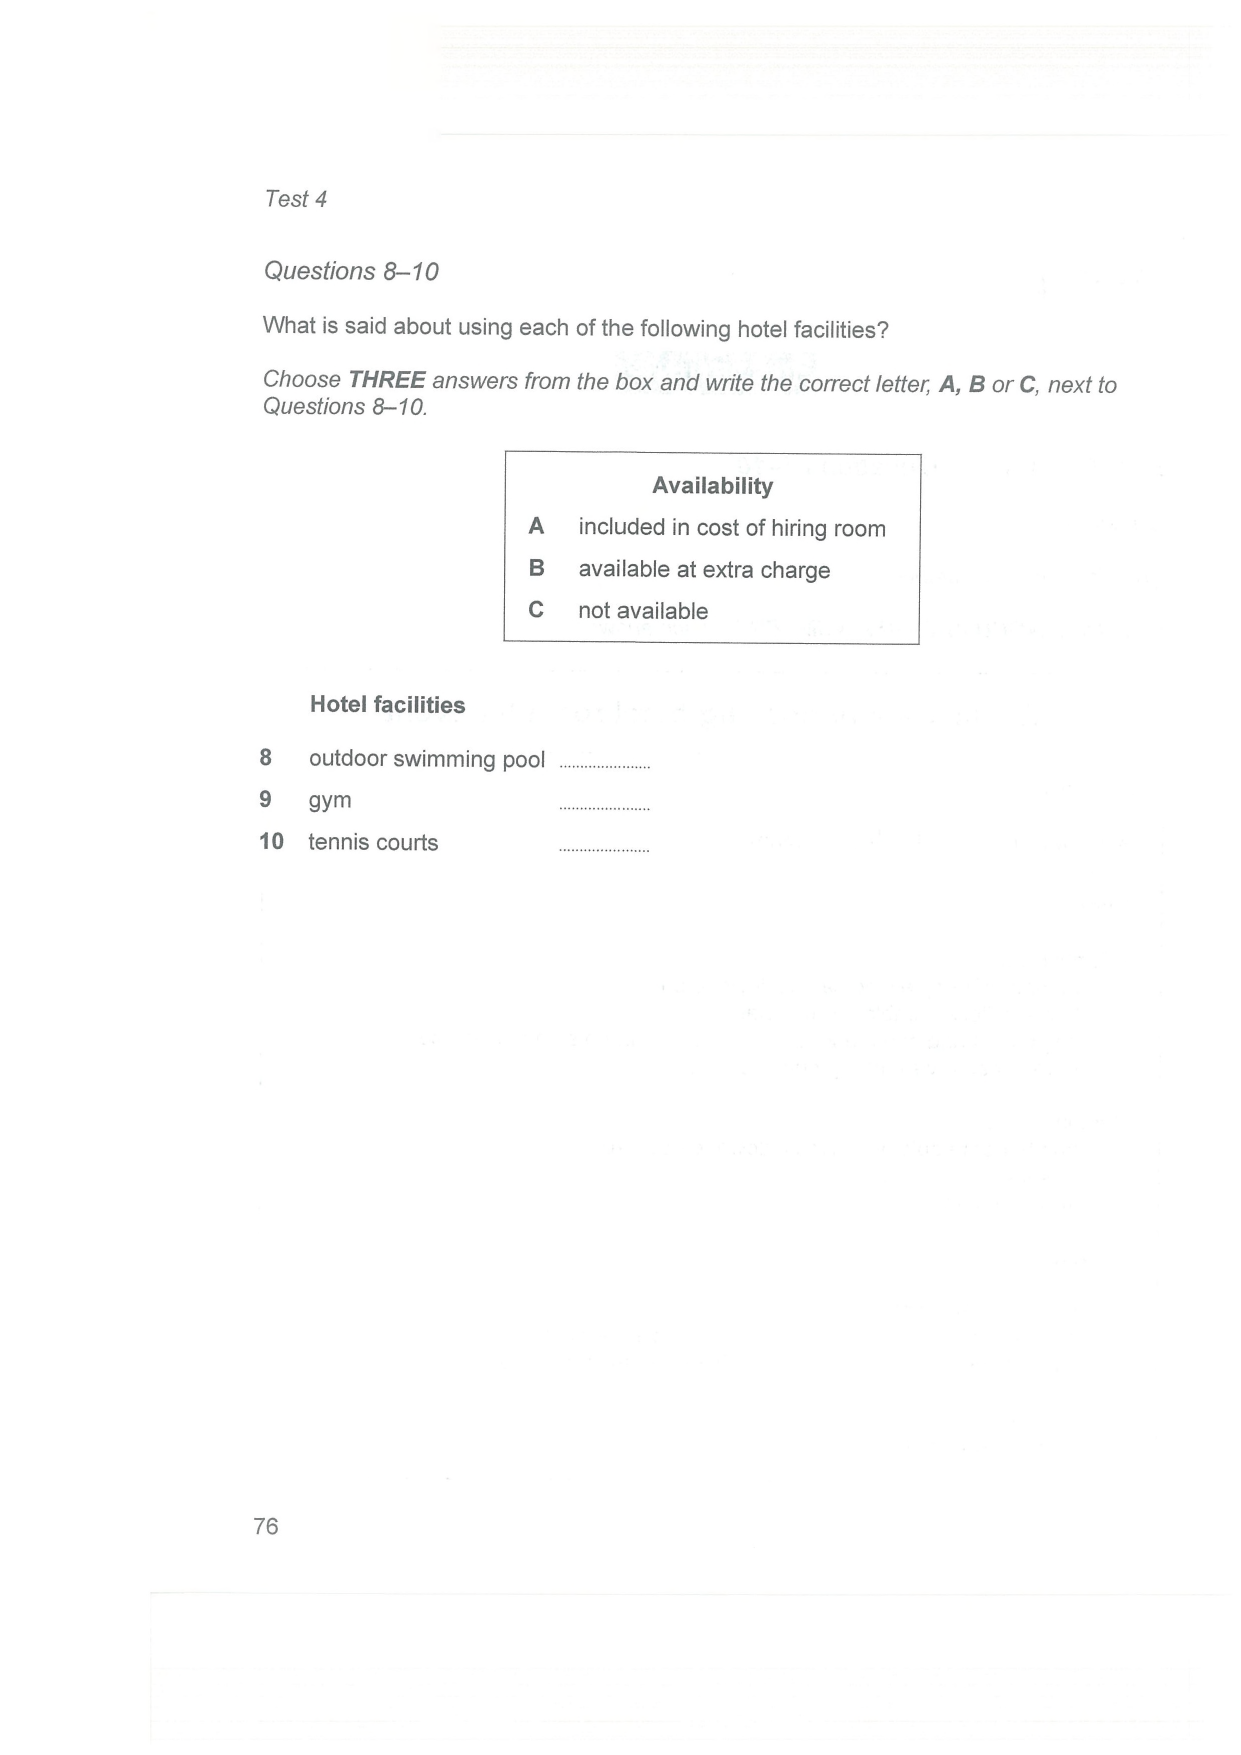 Test 4
Questions 8–10
What is said about using each of the following hotel facilities?
Choose THREE answers from the box and write the correct letter, A, B or C, next to
Questions 8–10.
Availability
A included in cost of hiring room
B available at extra charge
C not available
Hotel facilities
8 outdoor swimming pool ......................
9 gym ......................
10 tennis courts ......................
76